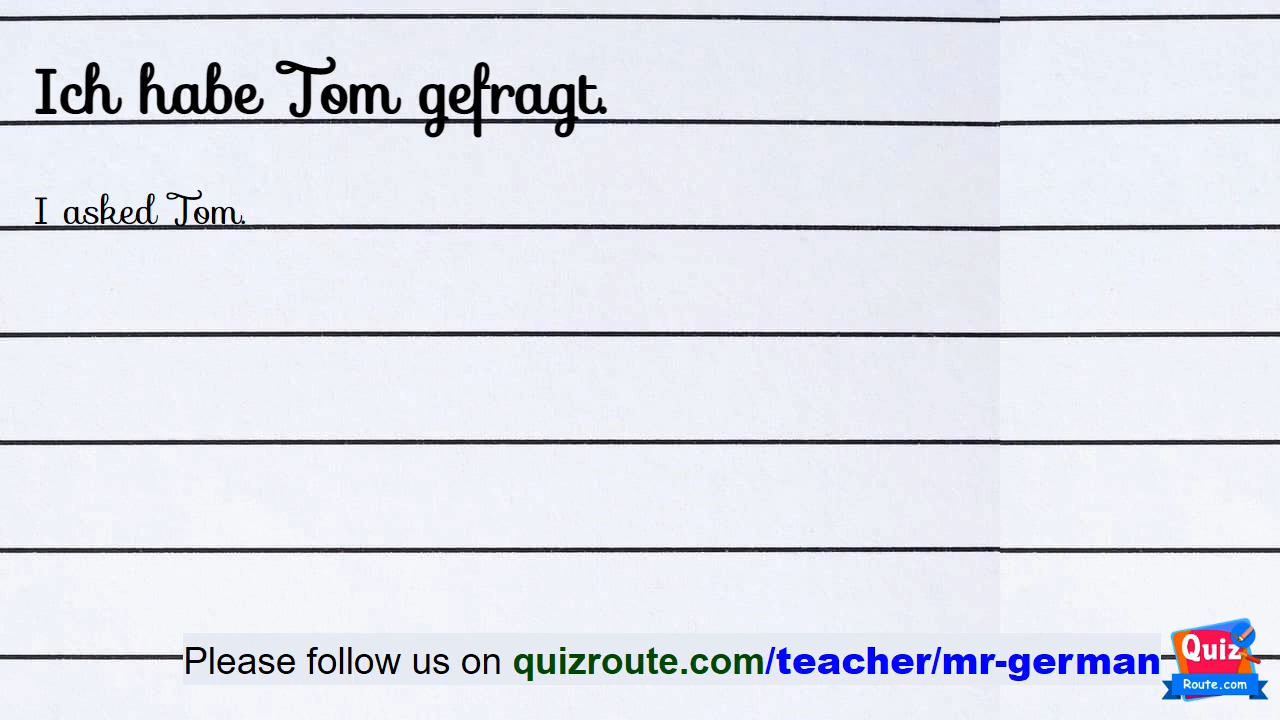 Ich habe Tom gefragt.
I asked Tom.
Please follow us on quizroute.com/teacher/mr-german
Quiz
Route.com